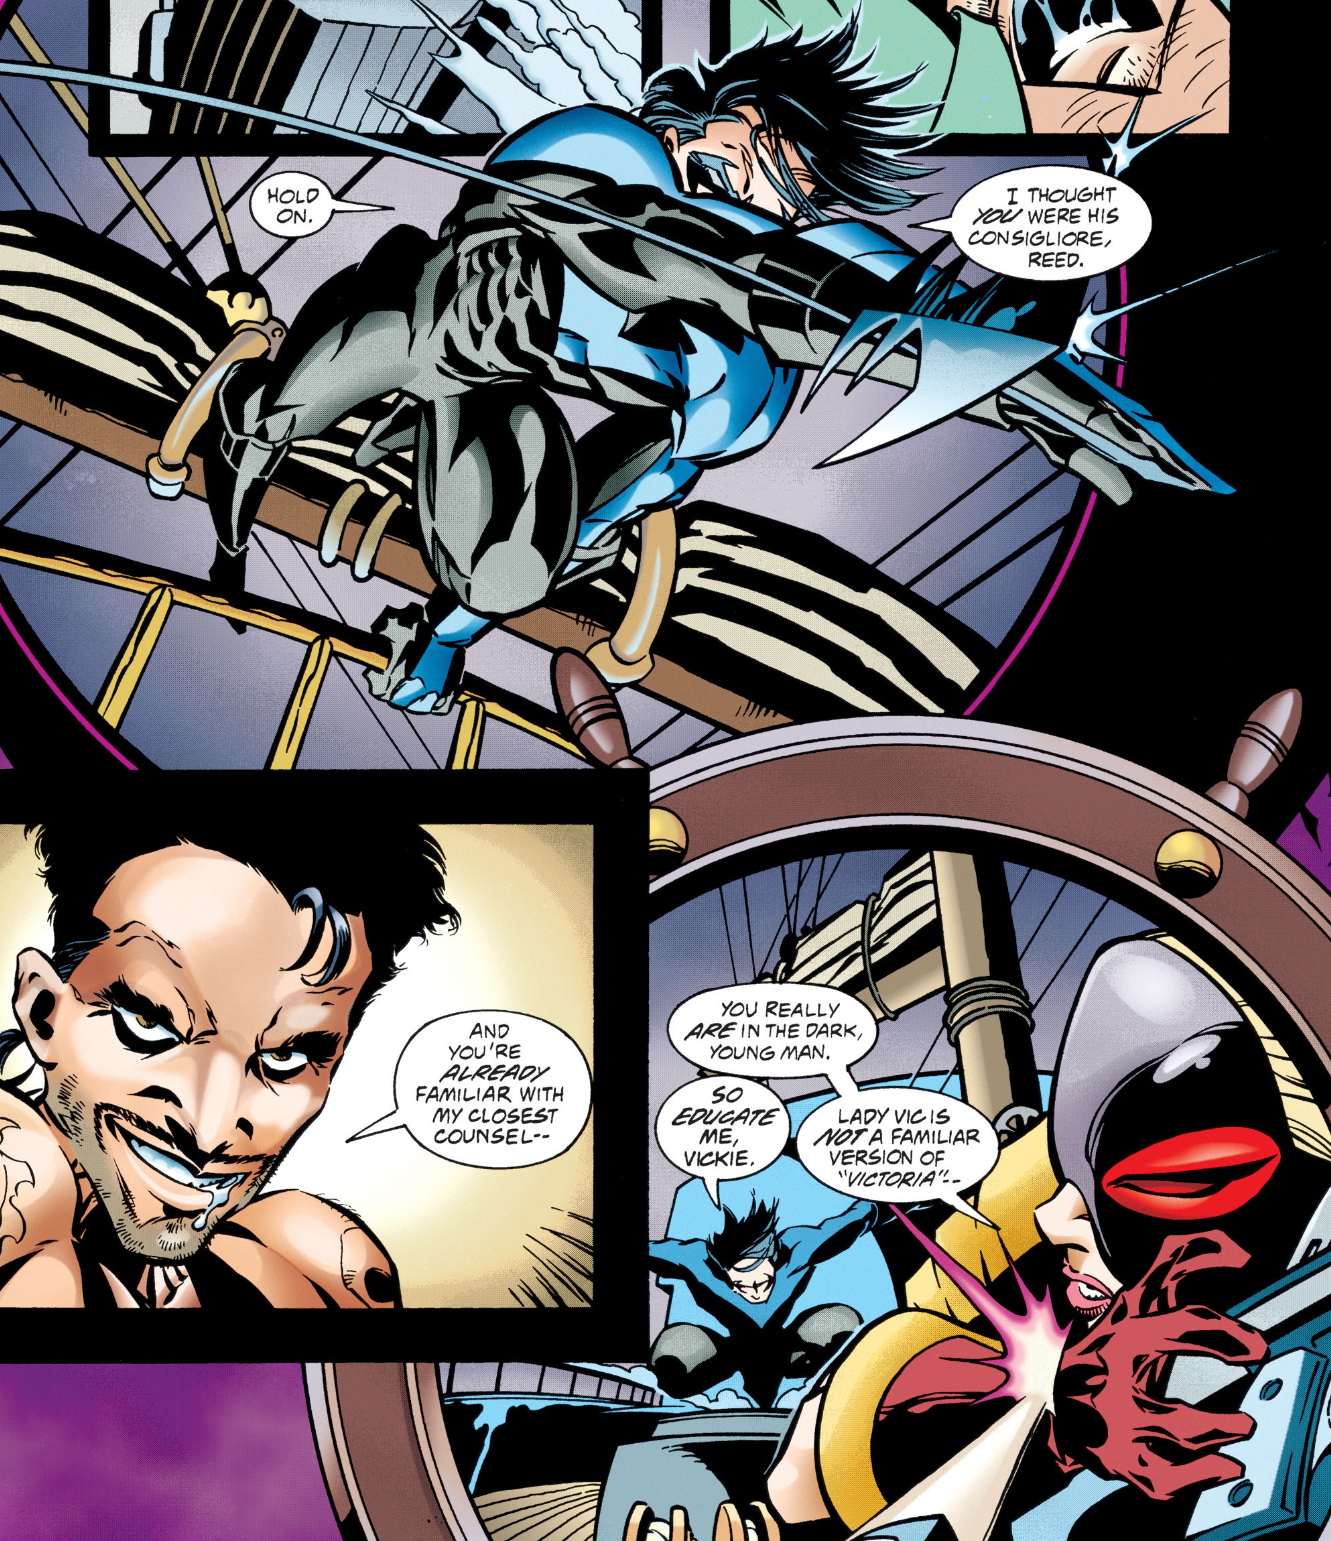 HOLD
ON.
I THOUGHT
YOU WERE HIS
CONSIGLIORE,
REED.
AND
YOU'RE
ALREADY
FAMILIAR WITH
MY CLOSEST
COUNSEL--
YOU REALLY
ARE IN THE DARK,
YOUNG MAN.
SO
EDUCATE
ME,
VICKIE.
LADY VIC IS
NOT A FAMILIAR
VERSION OF
"VICTORIA"--